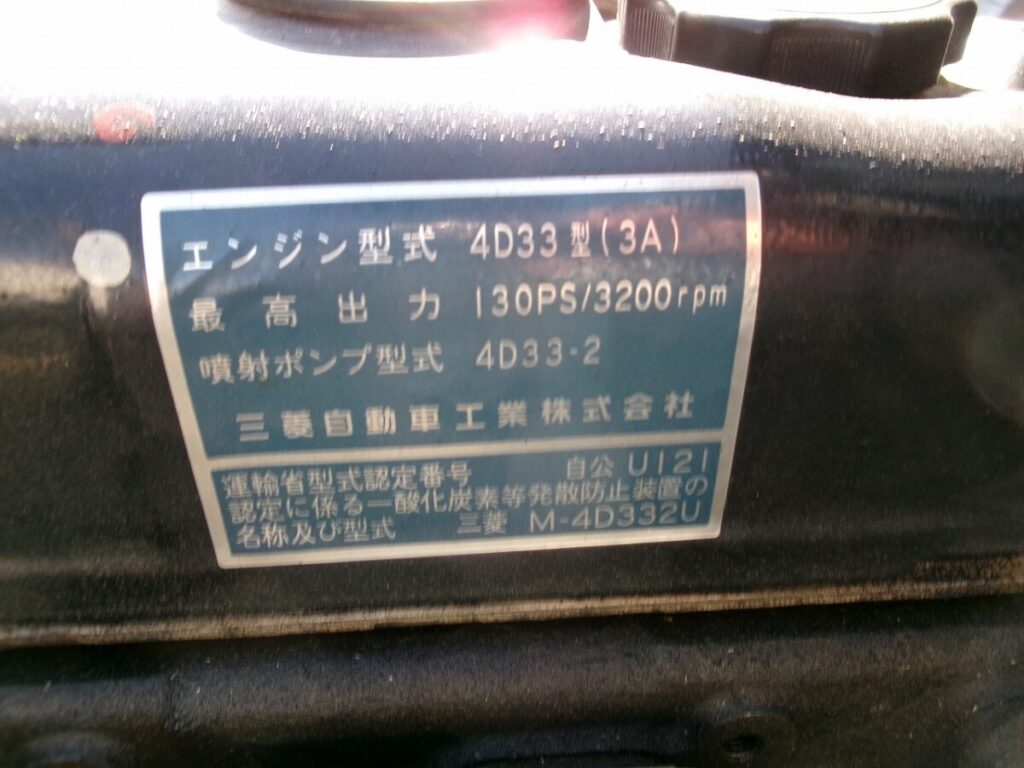 エンジン型式 4D33型(3A)
最高出力 130PS/3200rpm
噴射ポンプ型式 4D33-2
三菱自動車工業株式会社
運輸省型式認定番号 自公 U121
認定に係る一酸化炭素等発散防止装置の
名称及び型式 三菱 M-4D332U